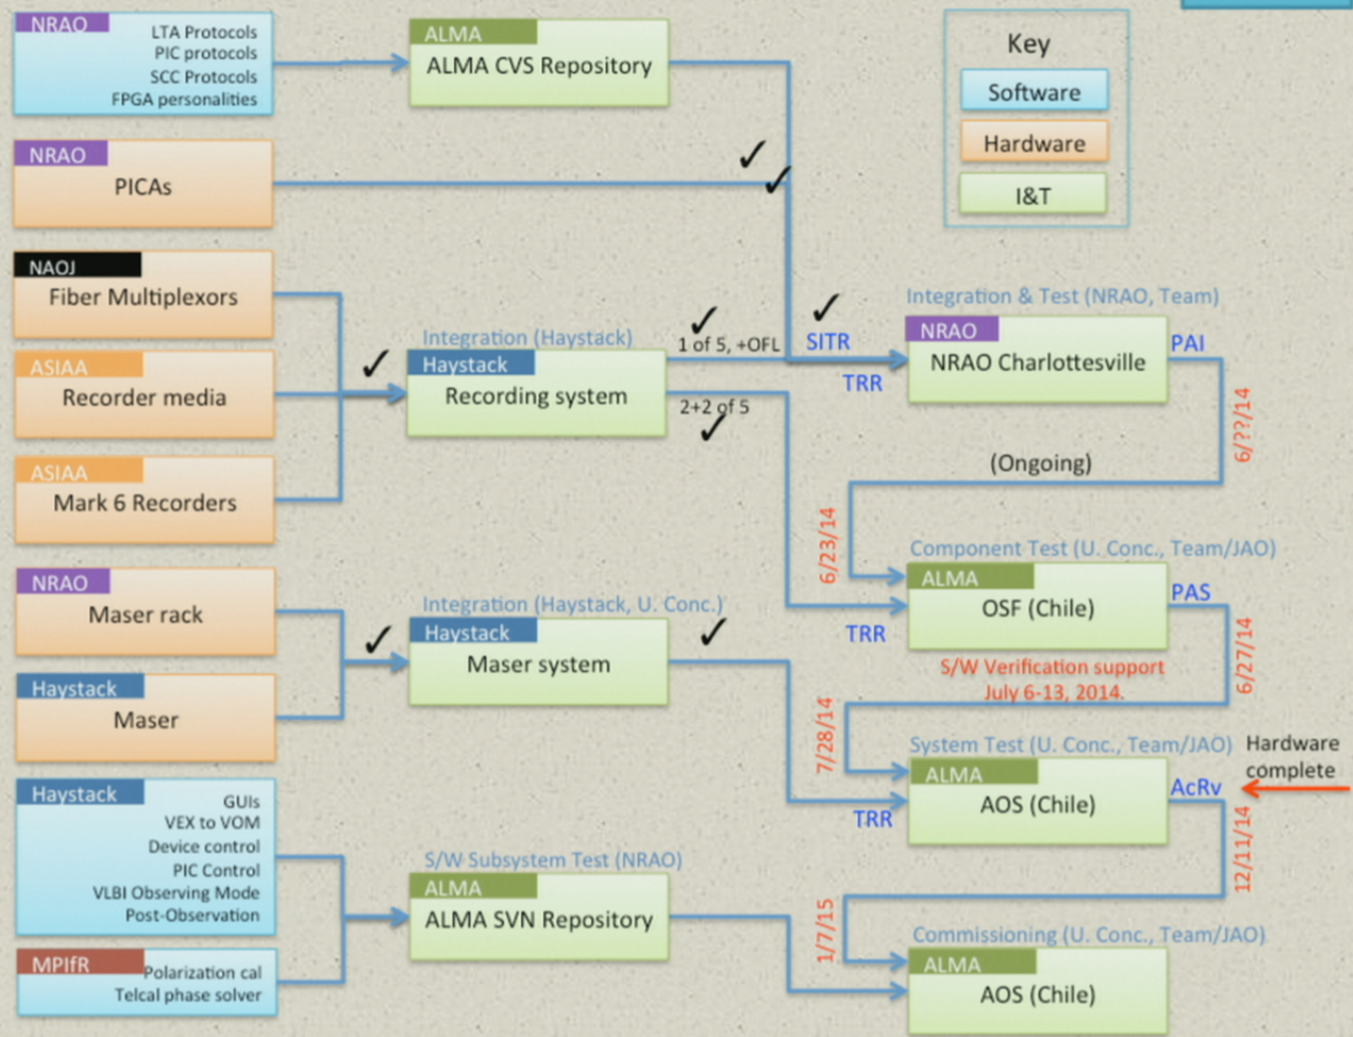 NRAO
LTA Protocols
PIC protocols
SCC Protocols
FPGA personalities
ALMA
ALMA CVS Repository
Key
Software
Hardware
I&T
NRAO
PICAs
NAOJ
Fiber Multiplexors
ASIAA
Recorder media
ASIAA
Mark 6 Recorders
Integration (Haystack)
Haystack
Recording system
1 of 5, +OFL
2+2 of 5
SITR
TRR
Integration & Test (NRAO, Team)
NRAO
NRAO Charlottesville
PAI
6/??/14
(Ongoing)
6/23/14
Component Test (U. Conc., Team/JAO)
ALMA
OSF (Chile)
PAS
TRR
S/W Verification support
July 6-13, 2014.
6/27/14
NRAO
Maser rack
Haystack
Maser
Integration (Haystack, U. Conc.)
Haystack
Maser system
7/28/14
System Test (U. Conc., Team/JAO)
ALMA
AOS (Chile)
AcRv
TRR
Hardware
complete
12/11/14
Haystack
GUIs
VEX to VOM
Device control
PIC Control
VLBI Observing Mode
Post-Observation
MPIfR
Polarization cal
Telcal phase solver
S/W Subsystem Test (NRAO)
ALMA
ALMA SVN Repository
1/7/15
Commissioning (U. Conc., Team/JAO)
ALMA
AOS (Chile)